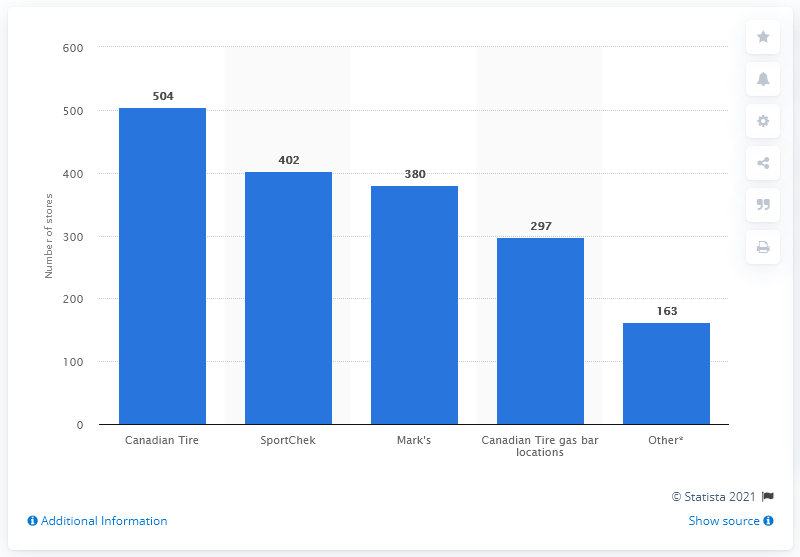 600
500
400
300
200
100
0
Number of stores
504
402
380
297
163
Canadian Tire
SportChek
Mark's
Canadian Tire gas bar
locations
Other*
© Statista 2021
Additional Information
Show source